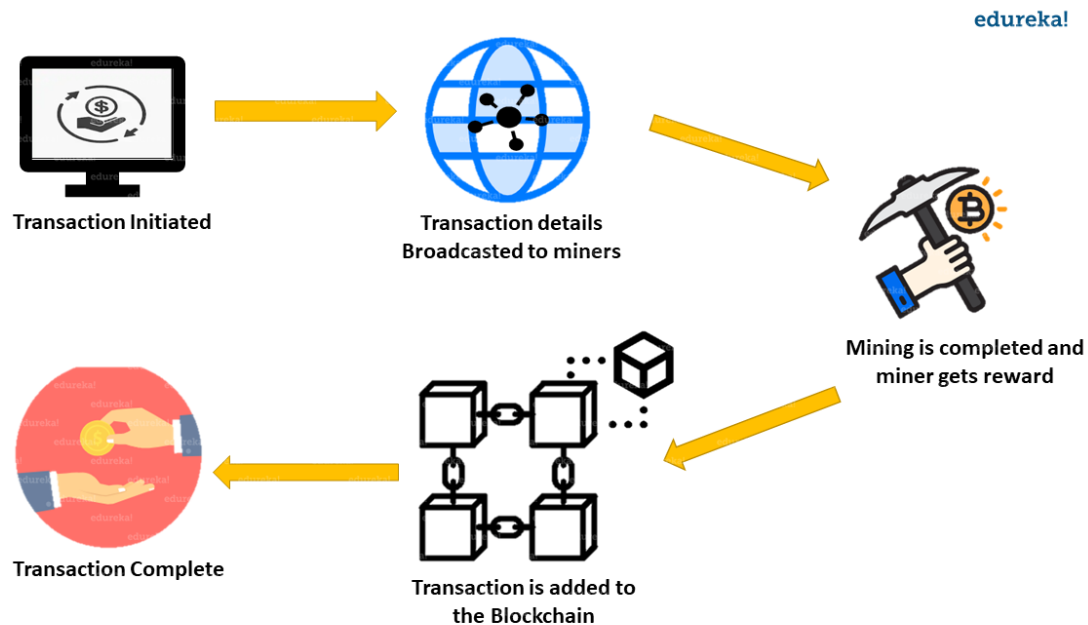 edureka!
Transaction Initiated
Transaction details
Broadcasted to miners
Mining is completed and
miner gets reward
Transaction is added to
the Blockchain
Transaction Complete